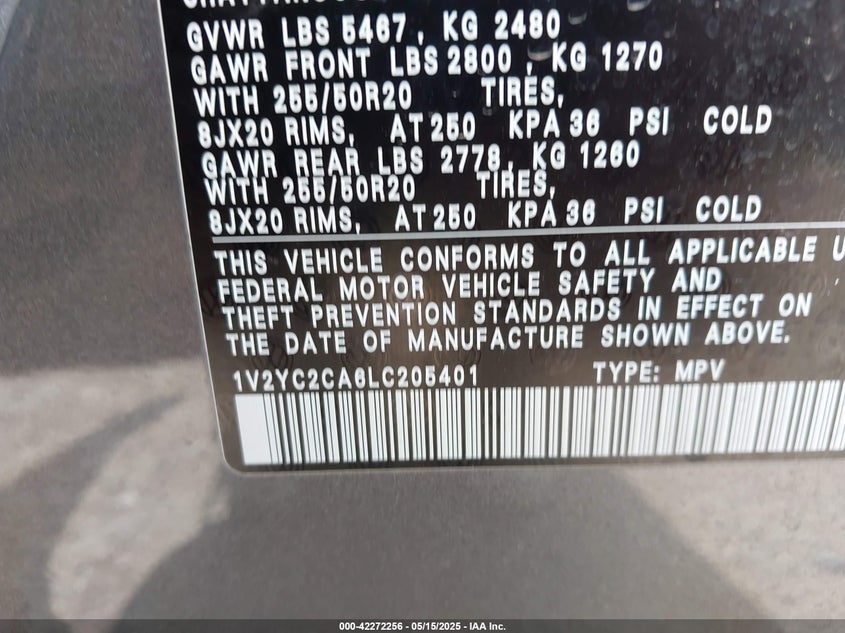 GVWR LBS 5467, KG 2480
GAWR FRONT LBS 2800, KG 1270
WITH 255/50R20 TIRES,
8JX20 RIMS, AT 250 KPA 36 PSI COLD
GAWR REAR LBS 2778, KG 1260
WITH 255/50R20 TIRES,
8JX20 RIMS, AT 250 KPA 36 PSI COLD
THIS VEHICLE CONFORMS TO ALL APPLICABLE U
FEDERAL MOTOR VEHICLE SAFETY AND
THEFT PREVENTION STANDARDS IN EFFECT ON
THE DATE OF MANUFACTURE SHOWN ABOVE.
1V2YC2CA6LC205401 TYPE: MPV
000-42272256 - 05/15/2025 - IAA Inc.